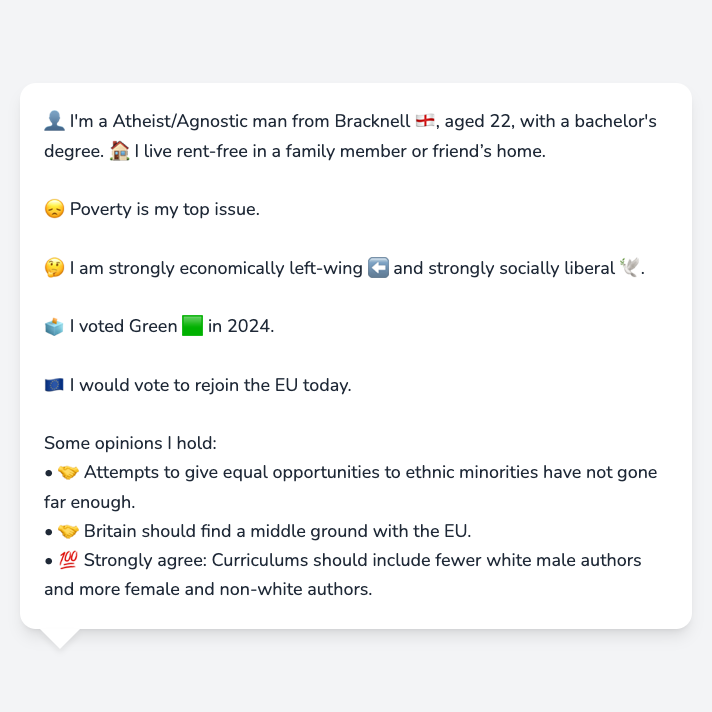 👤 I'm a Atheist/Agnostic man from Bracknell 🏴󠁧󠁢󠁥󠁮󠁧󠁿, aged 22, with a bachelor's
degree. 🏠 I live rent-free in a family member or friend’s home.
😞 Poverty is my top issue.
🤔 I am strongly economically left-wing ⬅️ and strongly socially liberal 🕊️.
🗳️ I voted Green 🟩 in 2024.
🇪🇺 I would vote to rejoin the EU today.
Some opinions I hold:
• 🤝 Attempts to give equal opportunities to ethnic minorities have not gone
far enough.
• 🤝 Britain should find a middle ground with the EU.
• 💯 Strongly agree: Curriculums should include fewer white male authors
and more female and non-white authors.